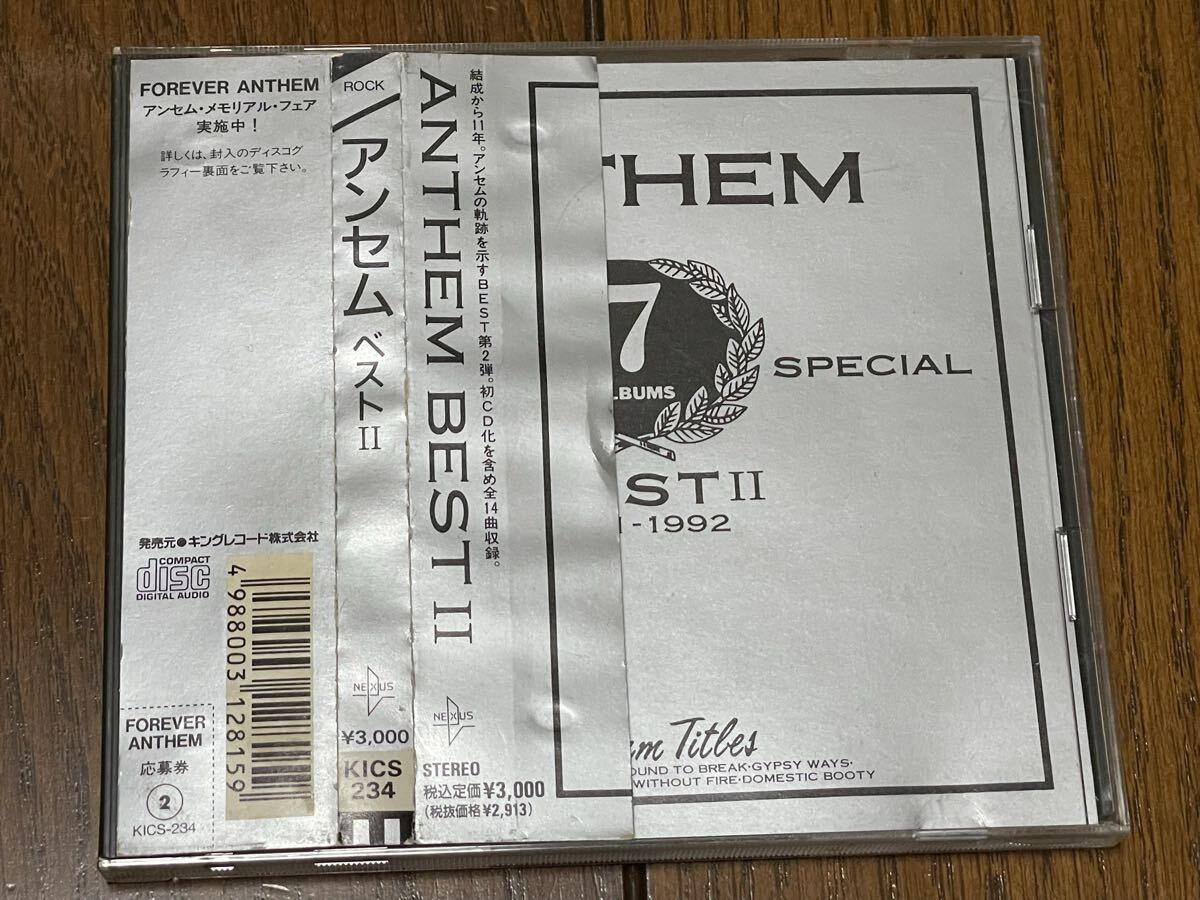 FOREVER ANTHEM
アンセム・メモリアル・フェア
実施中！
詳しくは、封入のディスコグ
ラフィー裏面をご覧下さい。
発売元●キングレコード株式会社
COMPACT
disc
DIGITAL AUDIO
4 988003 128159
FOREVER
ANTHEM
応募券
2
KICS-234
ROCK
アンセム ベストII
NEXUS
¥3,000
KICS
234
結成から11年。アンセムの軌跡を示すBEST第2弾。初CD化を含め全14曲収録。
ANTHEM BEST II
NEXUS
STEREO
税込定価¥3,000
(税抜価格¥2,913)
THEM
7
LBUMS
SPECIAL
ST II
1-1992
m Titles
OUND TO BREAK·GYPSY WAYS·
WITHOUT FIRE·DOMESTIC BOOTY